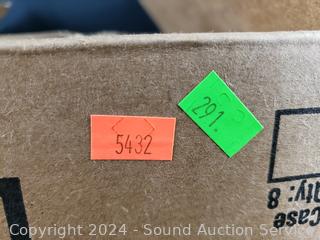 5432
291.
Case
Qty: 8
Copyright 2024 - Sound Auction Service